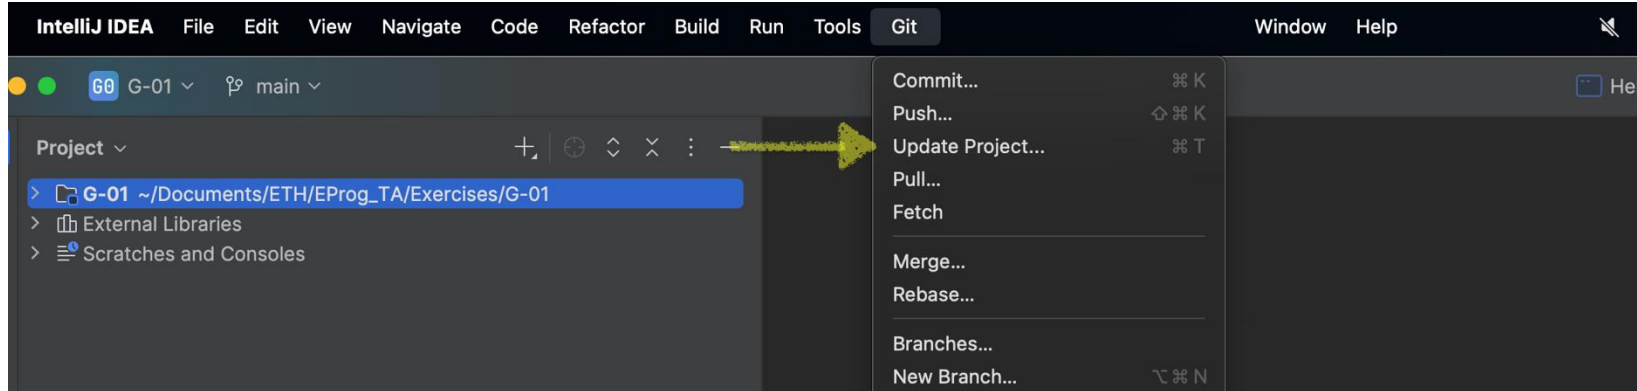 IntelliJ IDEA File Edit View Navigate Code Refactor Build Run Tools Git Window Help
G0 G-01 main He
Project
G-01 ~/Documents/ETH/EProg_TA/Exercises/G-01
External Libraries
Scratches and Consoles
Commit... ⌘ K
Push... ⇧ ⌘ K
Update Project... ⌘ T
Pull...
Fetch
Merge...
Rebase...
Branches...
New Branch... ⌥ ⌘ N